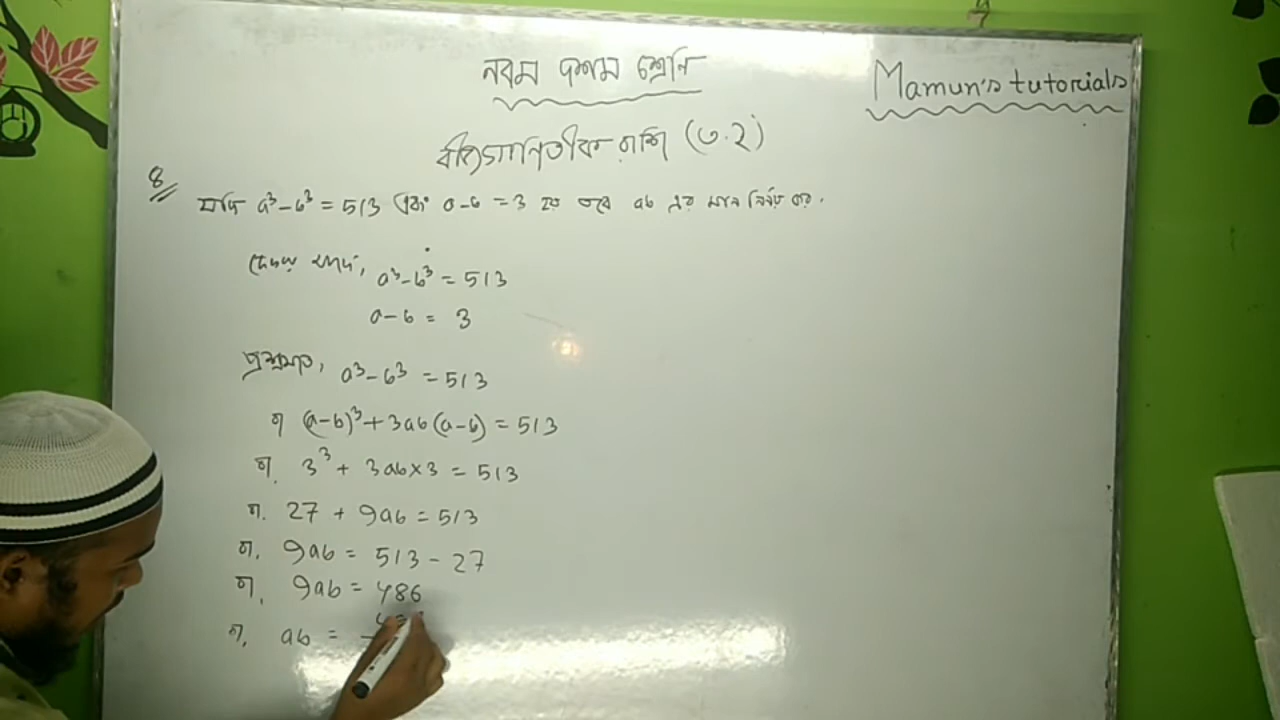 নবম দশম শ্রেণি
Mamun's tutorials
বীজগাণিতীক রাশি (৩.২)
8
যদি a³-b³ = 513 এবং a-b = 3 হয় তবে ab এর মান নির্ণয় কর.
দেওয়া আছে, a³-b³ = 513
a-b = 3
প্রশ্নমতে, a³-b³ = 513
বা (a-b)³+3ab(a-b) = 513
বা, 3³ + 3ab×3 = 513
বা, 27 + 9ab = 513
বা, 9ab = 513 - 27
বা, 9ab = 486
বা, ab =